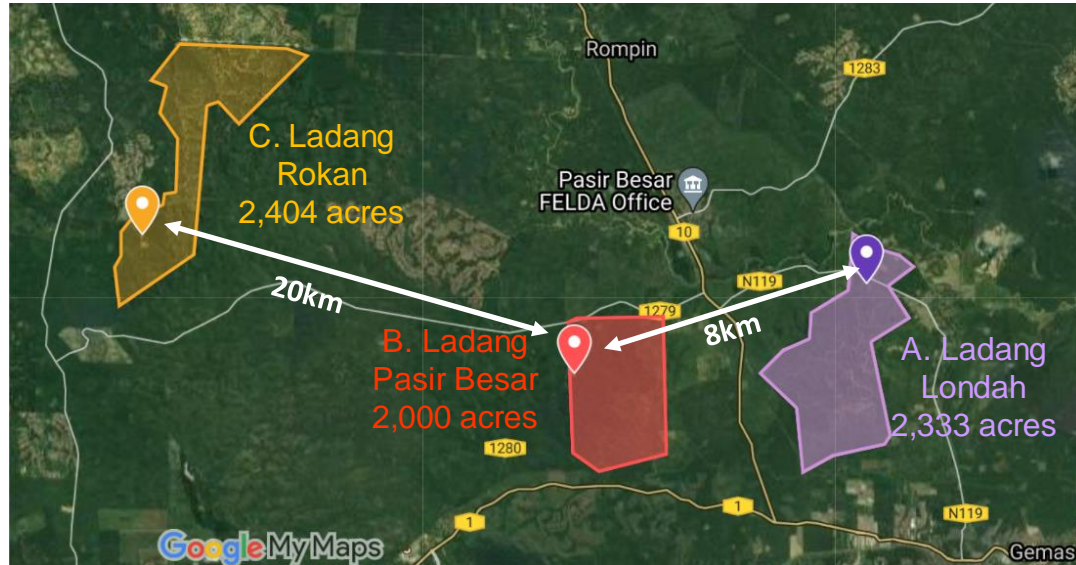 Rompin
1283
C. Ladang
Rokan
2,404 acres
Pasir Besar
FELDA Office
10
N119
20km
1279
8km
B. Ladang
Pasir Besar
2,000 acres
A. Ladang
Londah
2,333 acres
1280
1
1
N119
Google My Maps
Gemas